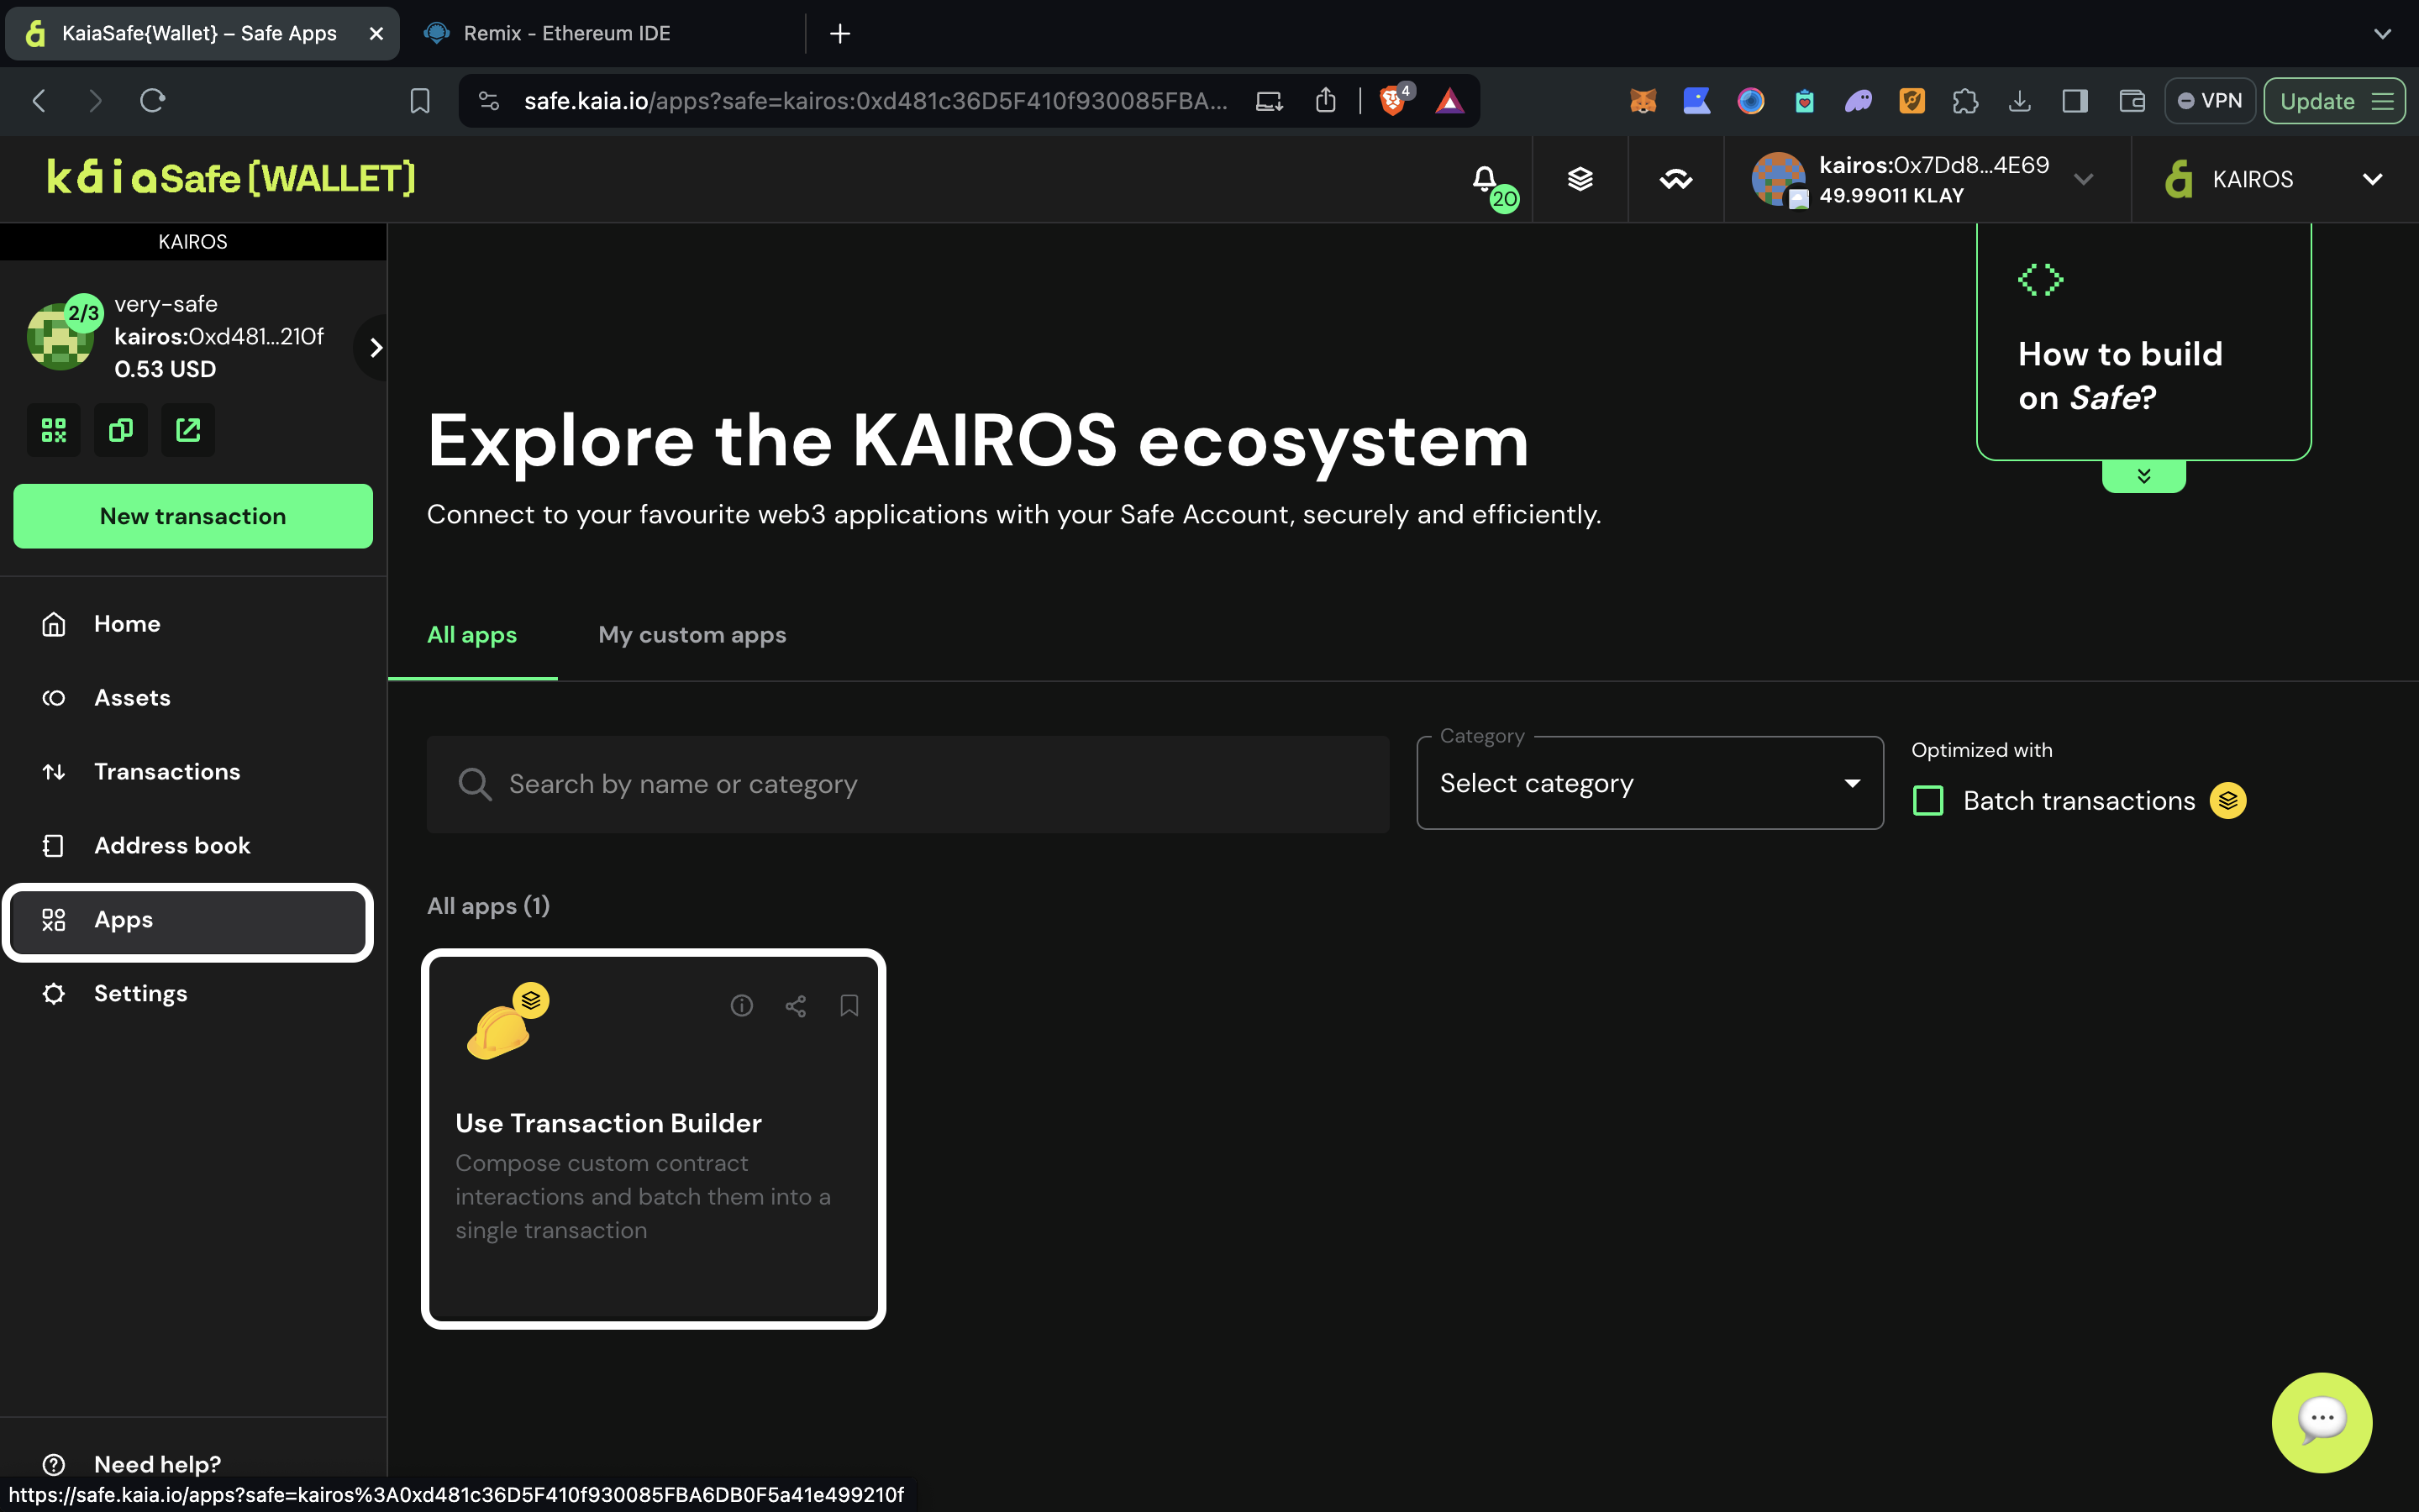 KaiaSafe{Wallet} – Safe Apps
Remix - Ethereum IDE
safe.kaia.io/apps?safe=kairos:0xd481c36D5F410f930085FBA...
4
VPN
Update
kaia Safe {WALLET}
20
kairos:0x7Dd8...4E69
49.99011 KLAY
KAIROS
KAIROS
2/3
very-safe
kairos:0xd481...210f
0.53 USD
New transaction
Home
Assets
Transactions
Address book
Apps
Settings
Need help?
How to build
on Safe?
Explore the KAIROS ecosystem
Connect to your favourite web3 applications with your Safe Account, securely and efficiently.
All apps
My custom apps
Search by name or category
Category
Select category
Optimized with
Batch transactions
All apps (1)
Use Transaction Builder
Compose custom contract
interactions and batch them into a
single transaction
https://safe.kaia.io/apps?safe=kairos%3A0xd481c36D5F410f930085FBA6DB0F5a41e499210f